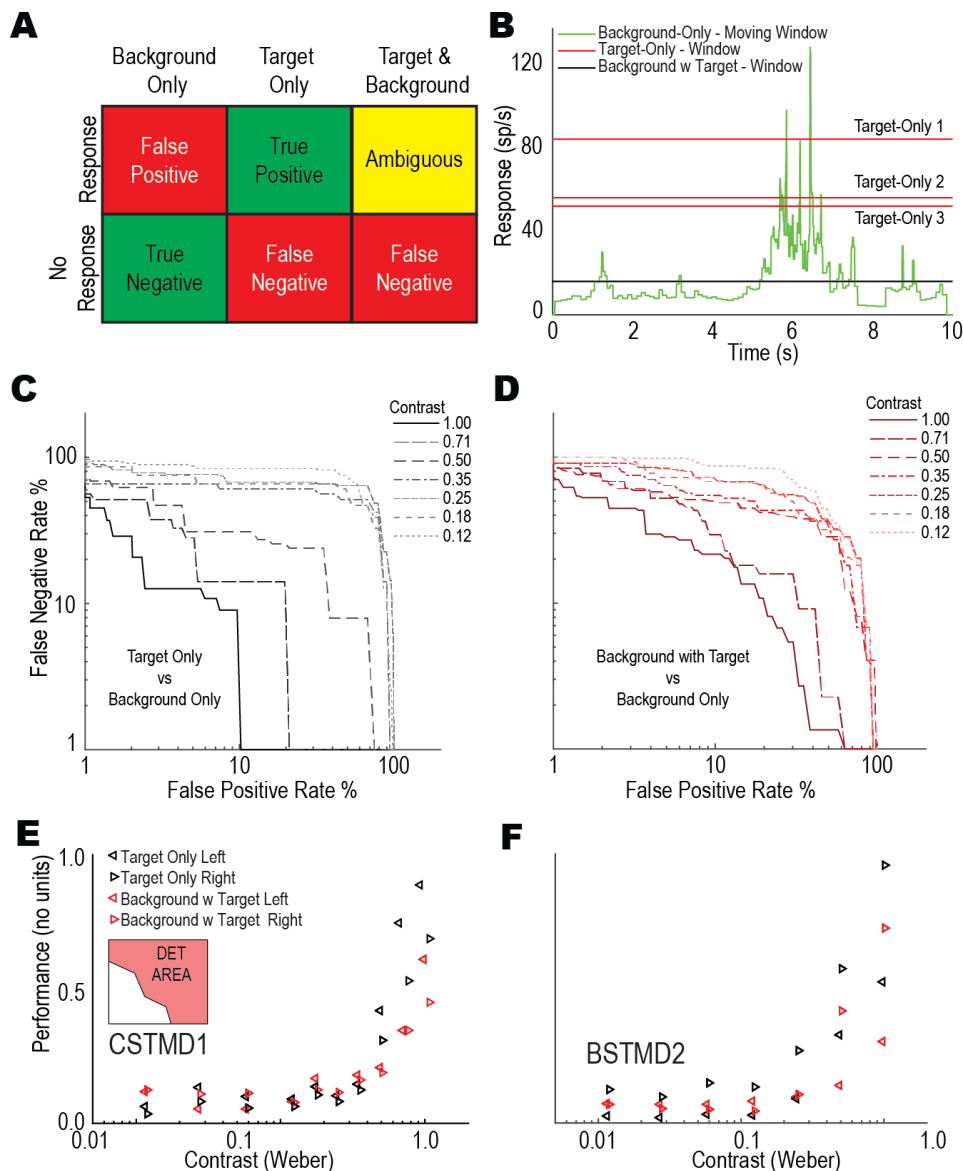 A
Background
Only
Target
Only
Target &
Background
Response
False
Positive
True
Positive
Ambiguous
No
Response
True
Negative
False
Negative
False
Negative
B
Background-Only - Moving Window
Target-Only - Window
Background w Target - Window
Response (sp/s)
120
80
40
0
Target-Only 1
Target-Only 2
Target-Only 3
0 2 4 6 8 10
Time (s)
C
Contrast
1.00
0.71
0.50
0.35
0.25
0.18
0.12
False Negative Rate %
100
10
1
Target Only
vs
Background Only
1 10 100
False Positive Rate %
D
Contrast
1.00
0.71
0.50
0.35
0.25
0.18
0.12
Background with Target
vs
Background Only
1 10 100
False Positive Rate %
E
Target Only Left
Target Only Right
Background w Target Left
Background w Target Right
DET
AREA
CSTMD1
Performance (no units)
1.0
0.5
0.0
0.01 0.1 1.0
Contrast (Weber)
F
BSTMD2
0.01 0.1 1.0
Contrast (Weber)